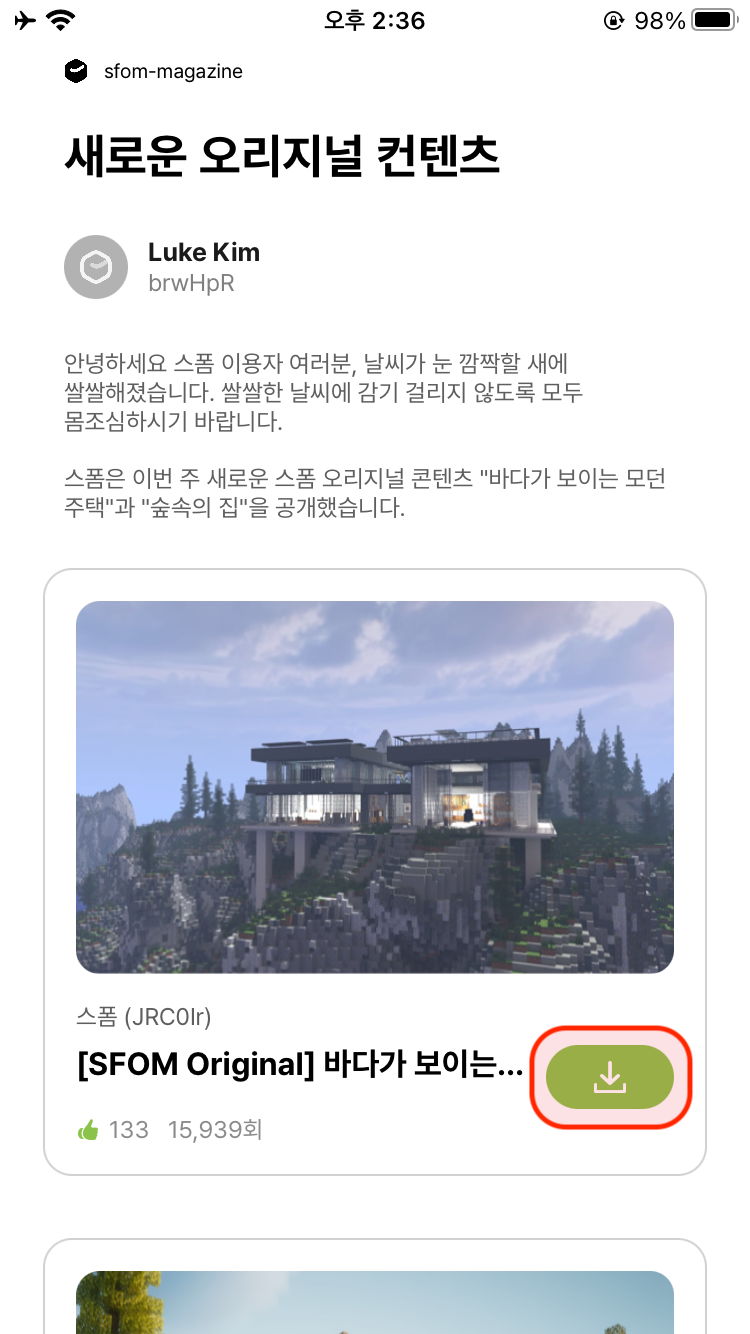 오후 2:36
98%
sfom-magazine
새로운 오리지널 컨텐츠
Luke Kim
brwHpR
안녕하세요 스폼 이용자 여러분, 날씨가 눈 깜짝할 새에
쌀쌀해졌습니다. 쌀쌀한 날씨에 감기 걸리지 않도록 모두
몸조심하시기 바랍니다.
스폼은 이번 주 새로운 스폼 오리지널 콘텐츠 "바다가 보이는 모던
주택"과 "숲속의 집"을 공개했습니다.
스폼 (JRC0lr)
[SFOM Original] 바다가 보이는...
133 15,939회